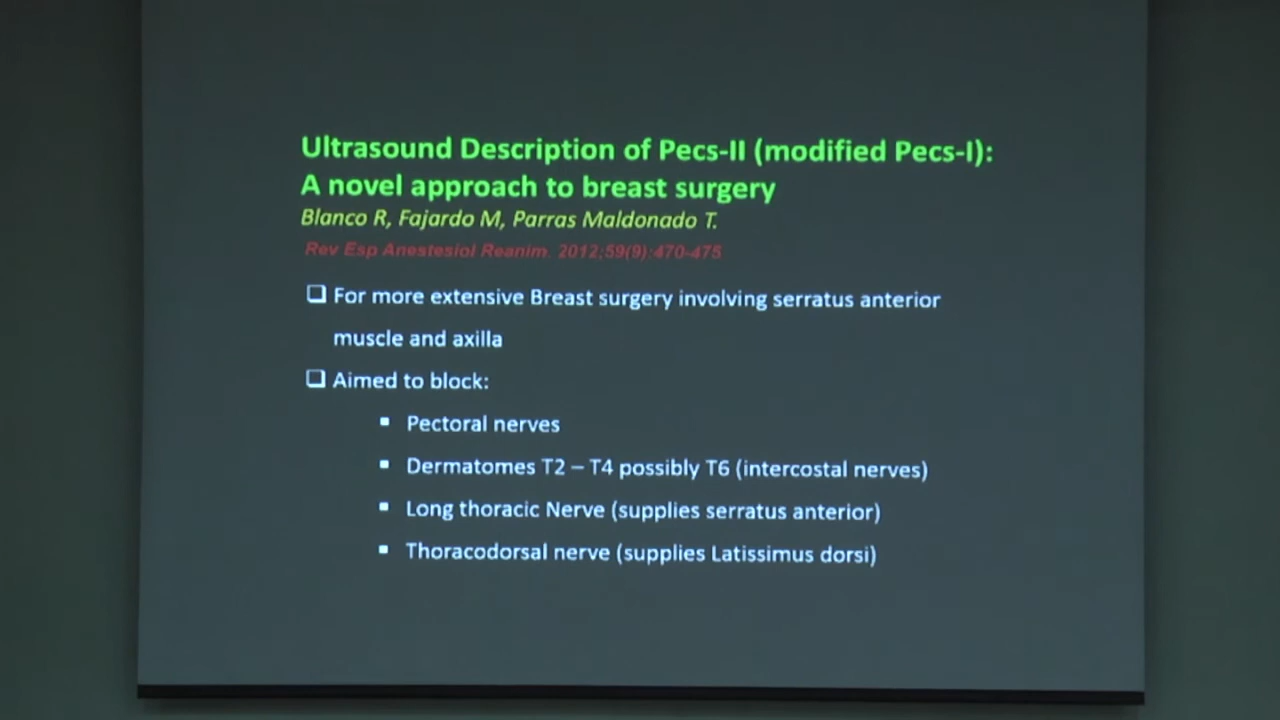 Ultrasound Description of Pecs-II (modified Pecs-I):
A novel approach to breast surgery
Blanco R, Fajardo M, Parras Maldonado T.
Rev Esp Anestesiol Reanim. 2012;59(9):470-475
❑ For more extensive Breast surgery involving serratus anterior
muscle and axilla
❑ Aimed to block:
▪ Pectoral nerves
▪ Dermatomes T2 – T4 possibly T6 (intercostal nerves)
▪ Long thoracic Nerve (supplies serratus anterior)
▪ Thoracodorsal nerve (supplies Latissimus dorsi)